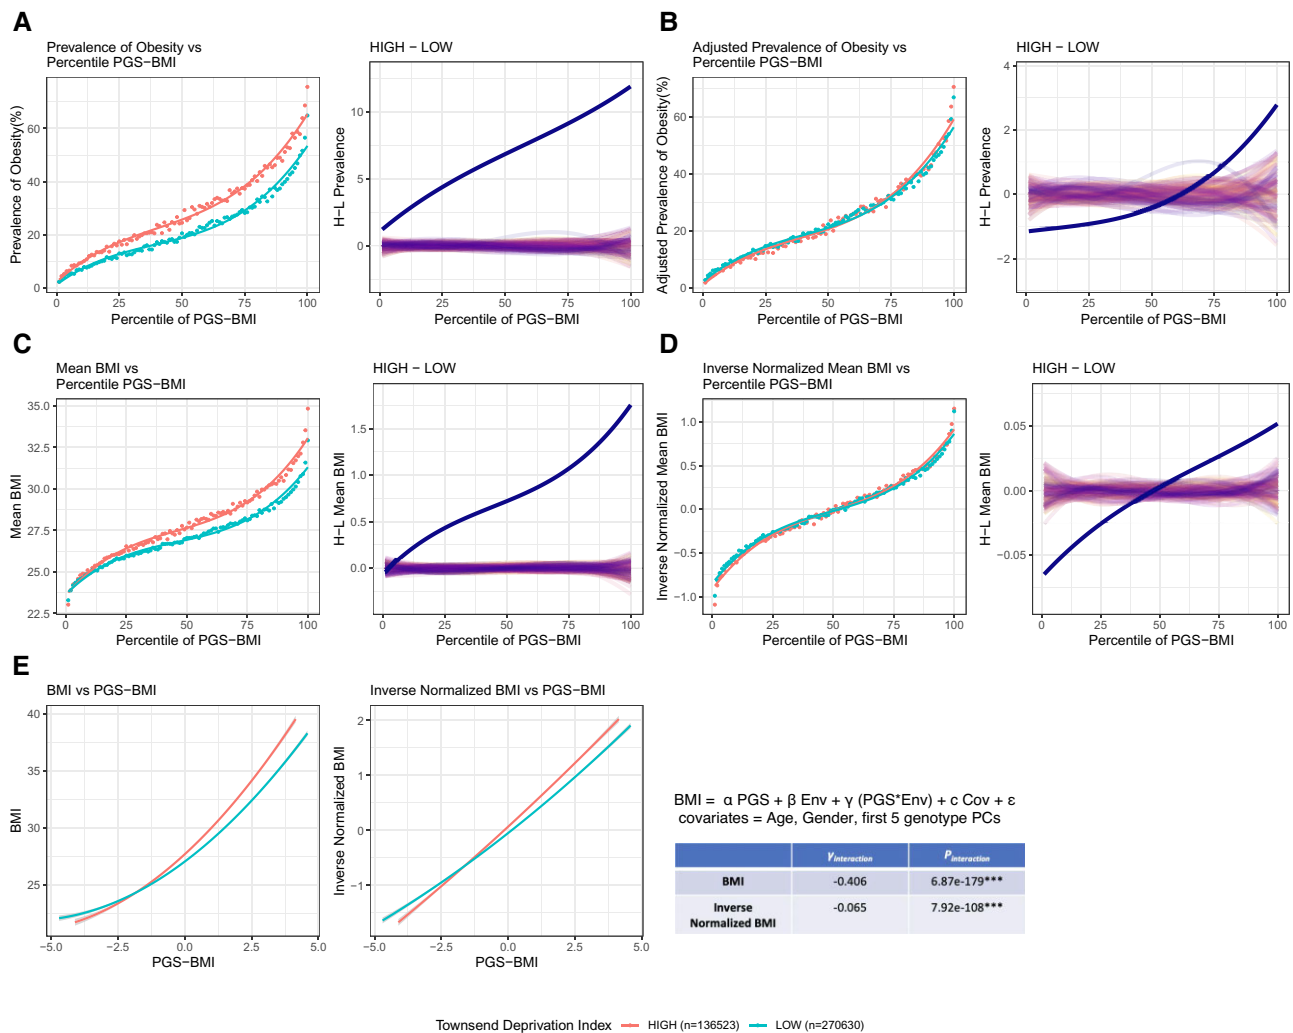 A
Prevalence of Obesity vs
Percentile PGS−BMI
Prevalence of Obesity(%)
60
40
20
0
0
25
50
75
100
Percentile of PGS−BMI
HIGH − LOW
H−L Prevalence
10
5
0
0
25
50
75
100
Percentile of PGS−BMI
B
Adjusted Prevalence of Obesity vs
Percentile PGS−BMI
Adjusted Prevalence of Obesity(%)
60
40
20
0
0
25
50
75
100
Percentile of PGS−BMI
HIGH − LOW
H−L Prevalence
4
2
0
−2
0
25
50
75
100
Percentile of PGS−BMI
C
Mean BMI vs
Percentile PGS−BMI
Mean BMI
35.0
32.5
30.0
27.5
25.0
22.5
0
25
50
75
100
Percentile of PGS−BMI
HIGH − LOW
H−L Mean BMI
1.5
1.0
0.5
0.0
0
25
50
75
100
Percentile of PGS−BMI
D
Inverse Normalized Mean BMI vs
Percentile PGS−BMI
Inverse Normalized Mean BMI
1.0
0.5
0.0
−0.5
−1.0
0
25
50
75
100
Percentile of PGS−BMI
HIGH − LOW
H−L Mean BMI
0.05
0.00
−0.05
0
25
50
75
100
Percentile of PGS−BMI
E
BMI vs PGS−BMI
BMI
40
35
30
25
−5.0
−2.5
0.0
2.5
5.0
PGS−BMI
Inverse Normalized BMI vs PGS−BMI
Inverse Normalized BMI
2
1
0
−1
−5.0
−2.5
0.0
2.5
5.0
PGS−BMI
BMI = α PGS + β Env + γ (PGS*Env) + c Cov + ε
covariates = Age, Gender, first 5 genotype PCs
γinteraction Pinteraction
BMI -0.406 6.87e-179***
Inverse
Normalized BMI -0.065 7.92e-108***
Townsend Deprivation Index HIGH (n=136523) LOW (n=270630)